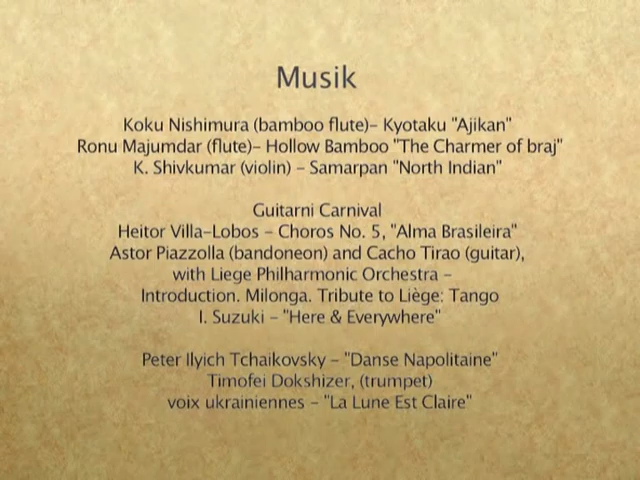 Musik
Koku Nishimura (bamboo flute)– Kyotaku "Ajikan"
Ronu Majumdar (flute)– Hollow Bamboo "The Charmer of braj"
K. Shivkumar (violin) – Samarpan "North Indian"
Guitarni Carnival
Heitor Villa–Lobos – Choros No. 5, "Alma Brasileira"
Astor Piazzolla (bandoneon) and Cacho Tirao (guitar),
with Liege Philharmonic Orchestra –
Introduction. Milonga. Tribute to Liège: Tango
I. Suzuki – "Here & Everywhere"
Peter Ilyich Tchaikovsky – "Danse Napolitaine"
Timofei Dokshizer, (trumpet)
voix ukrainiennes – "La Lune Est Claire"